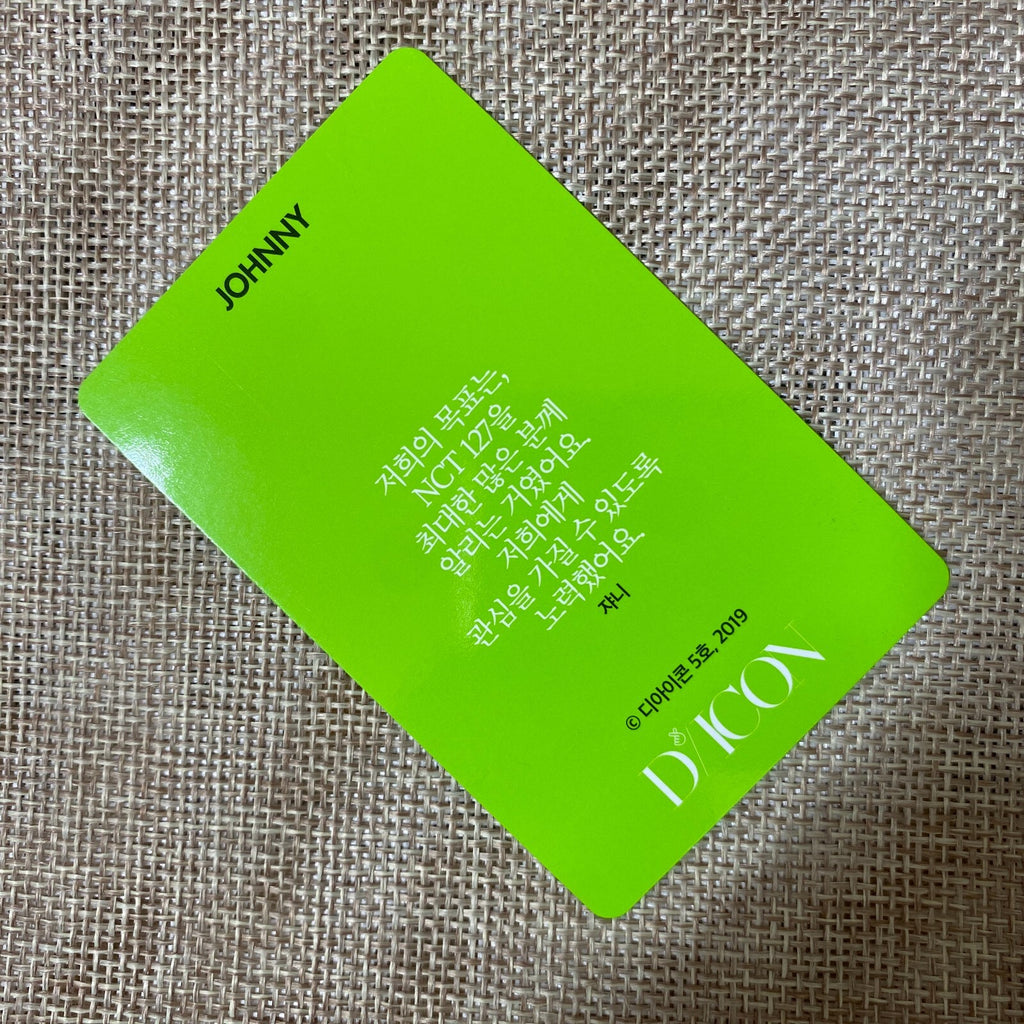 JOHNNY
저희의 목표는,
NCT 127을
최대한 많은 분께
알리는 거였어요
저희에게
관심을 가질 수 있도록
노력했어요
쟈니
© 디아이콘 5호, 2019
D/ICON